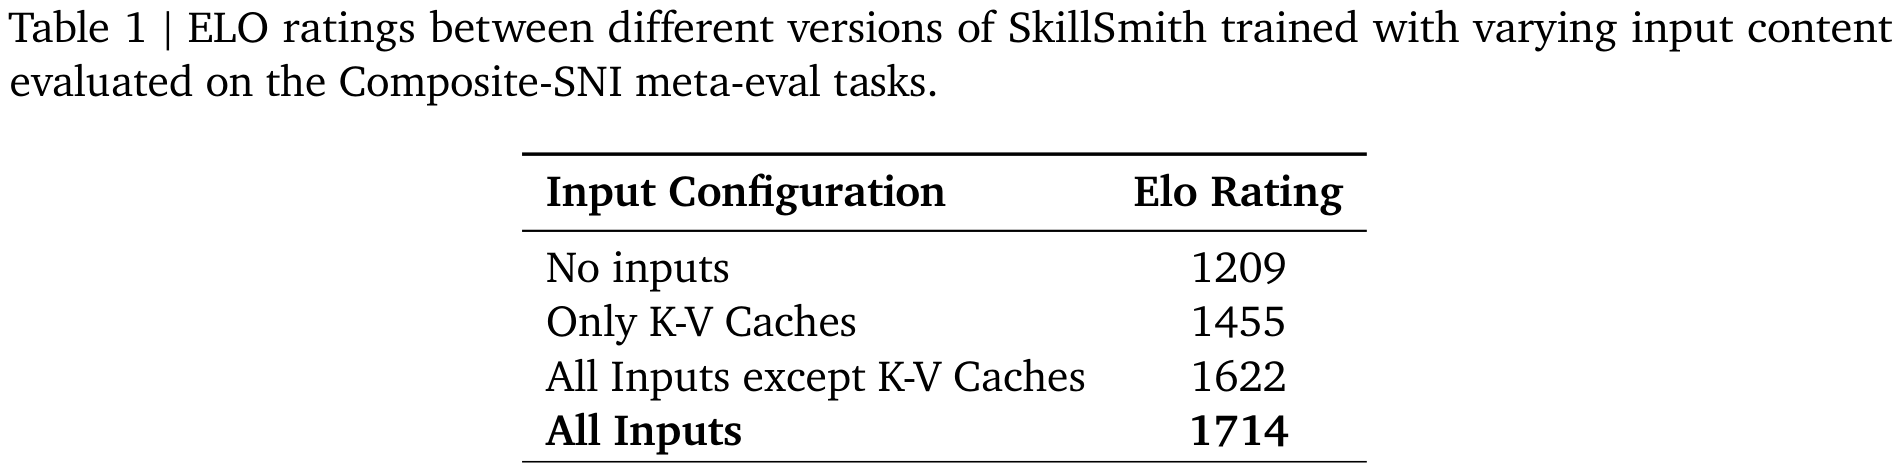 Table 1 | ELO ratings between different versions of SkillSmith trained with varying input content
evaluated on the Composite-SNI meta-eval tasks.
Input Configuration Elo Rating
No inputs 1209
Only K-V Caches 1455
All Inputs except K-V Caches 1622
All Inputs 1714